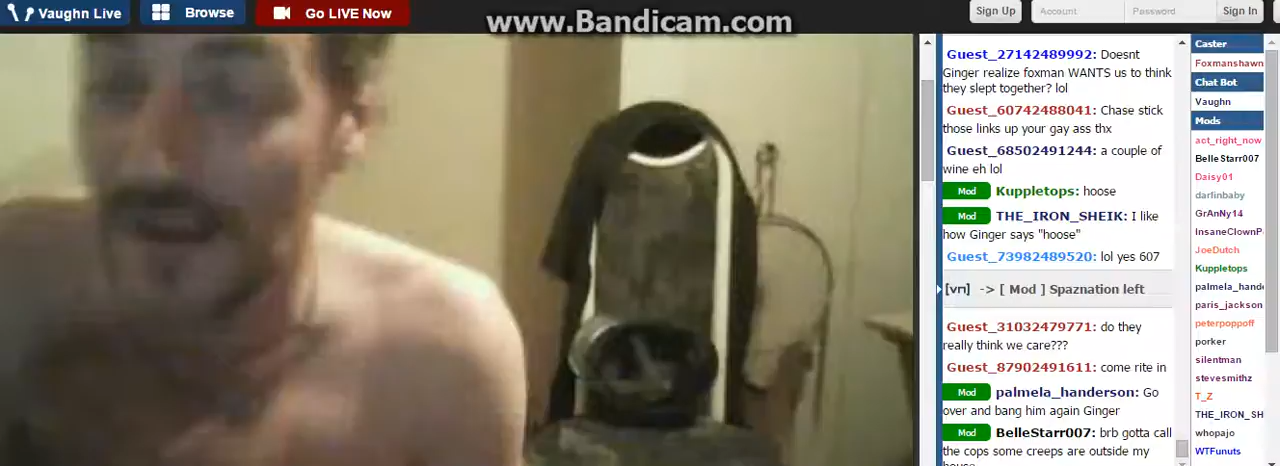 Vaughn Live Browse Go LIVE Now www.Bandicam.com Sign Up Account Password Sign In
Guest_27142489992: Doesnt
Ginger realize foxman WANTS us to think
they slept together? lol
Guest_60742488041: Chase stick
those links up your gay ass thx
Guest_68502491244: a couple of
wine eh lol
Mod Kuppletops: hoose
Mod THE_IRON_SHEIK: I like
how Ginger says "hoose"
Guest_73982489520: lol yes 607
[vn] -> [ Mod ] Spaznation left
Guest_31032479771: do they
really think we care???
Guest_87902491611: come rite in
Mod palmela_handerson: Go
over and bang him again Ginger
Mod BelleStarr007: brb gotta call
the cops some creeps are outside my
house
Caster
Foxmanshawn
Chat Bot
Vaughn
Mods
act_right_now
BelleStarr007
Daisy01
darlinbaby
GrAnNy14
InsaneClownP
JoeDutch
Kuppletops
palmela_hande
paris_jackson
peterpoppoff
porker
silentman
stevesmithz
T_Z
THE_IRON_SH
whopajo
WTFunuts